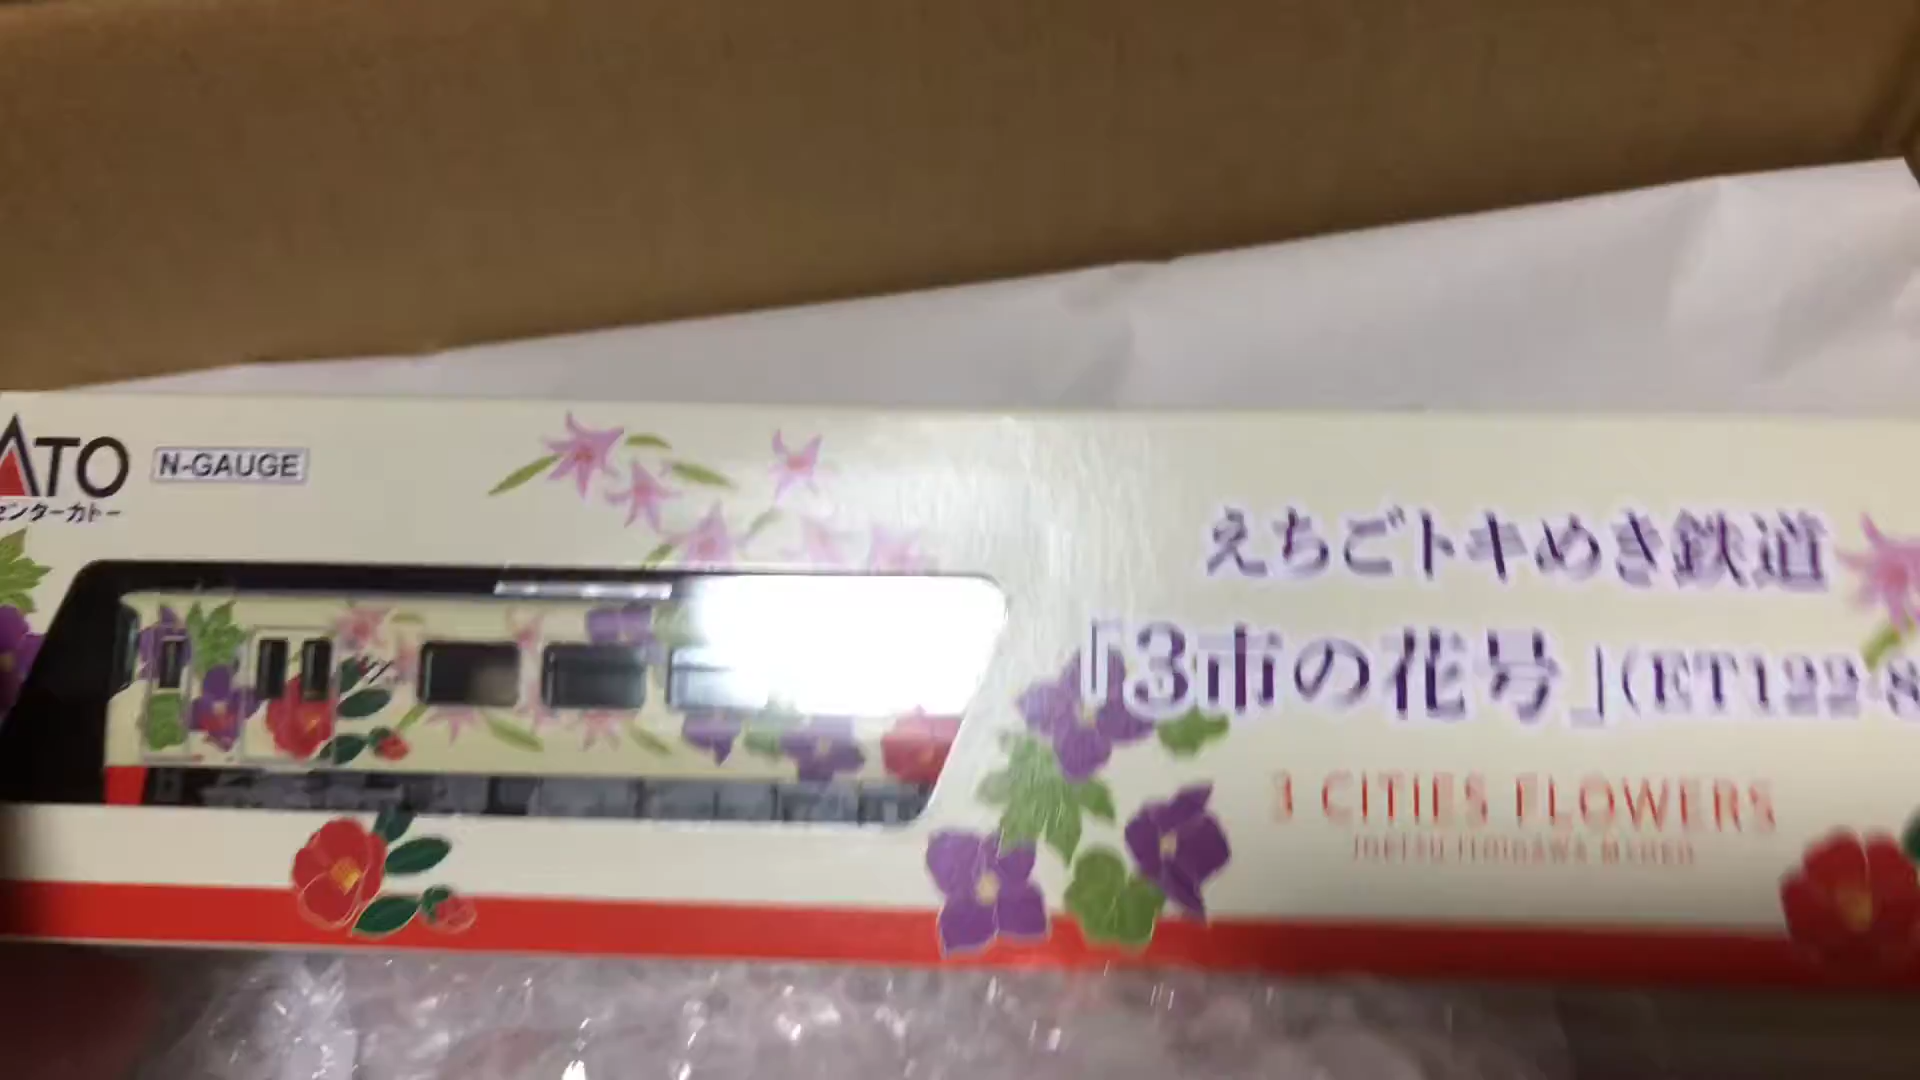 ATO
N-GAUGE
センターカトー
えちごトキめき鉄道
『3市の花号』(ET122-8
3 CITIES FLOWERS